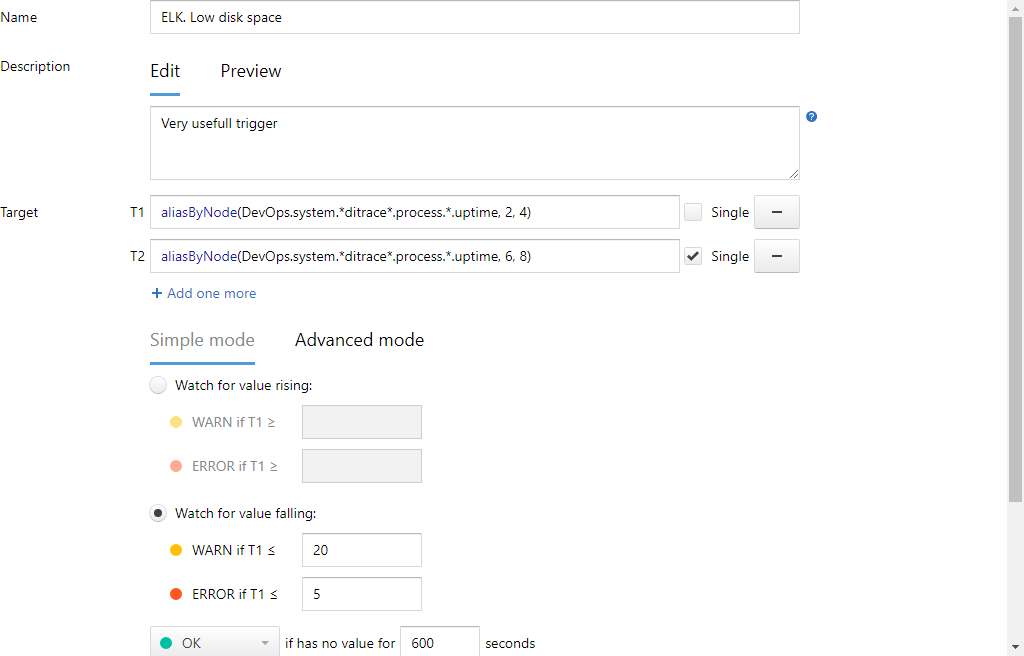 Name ELK. Low disk space
Description Edit Preview
Very usefull trigger
Target T1 aliasByNode(DevOps.system.*ditrace*.process.*.uptime, 2, 4) Single
T2 aliasByNode(DevOps.system.*ditrace*.process.*.uptime, 6, 8) Single
+ Add one more
Simple mode Advanced mode
Watch for value rising:
WARN if T1 ≥
ERROR if T1 ≥
Watch for value falling:
WARN if T1 ≤ 20
ERROR if T1 ≤ 5
OK if has no value for 600 seconds